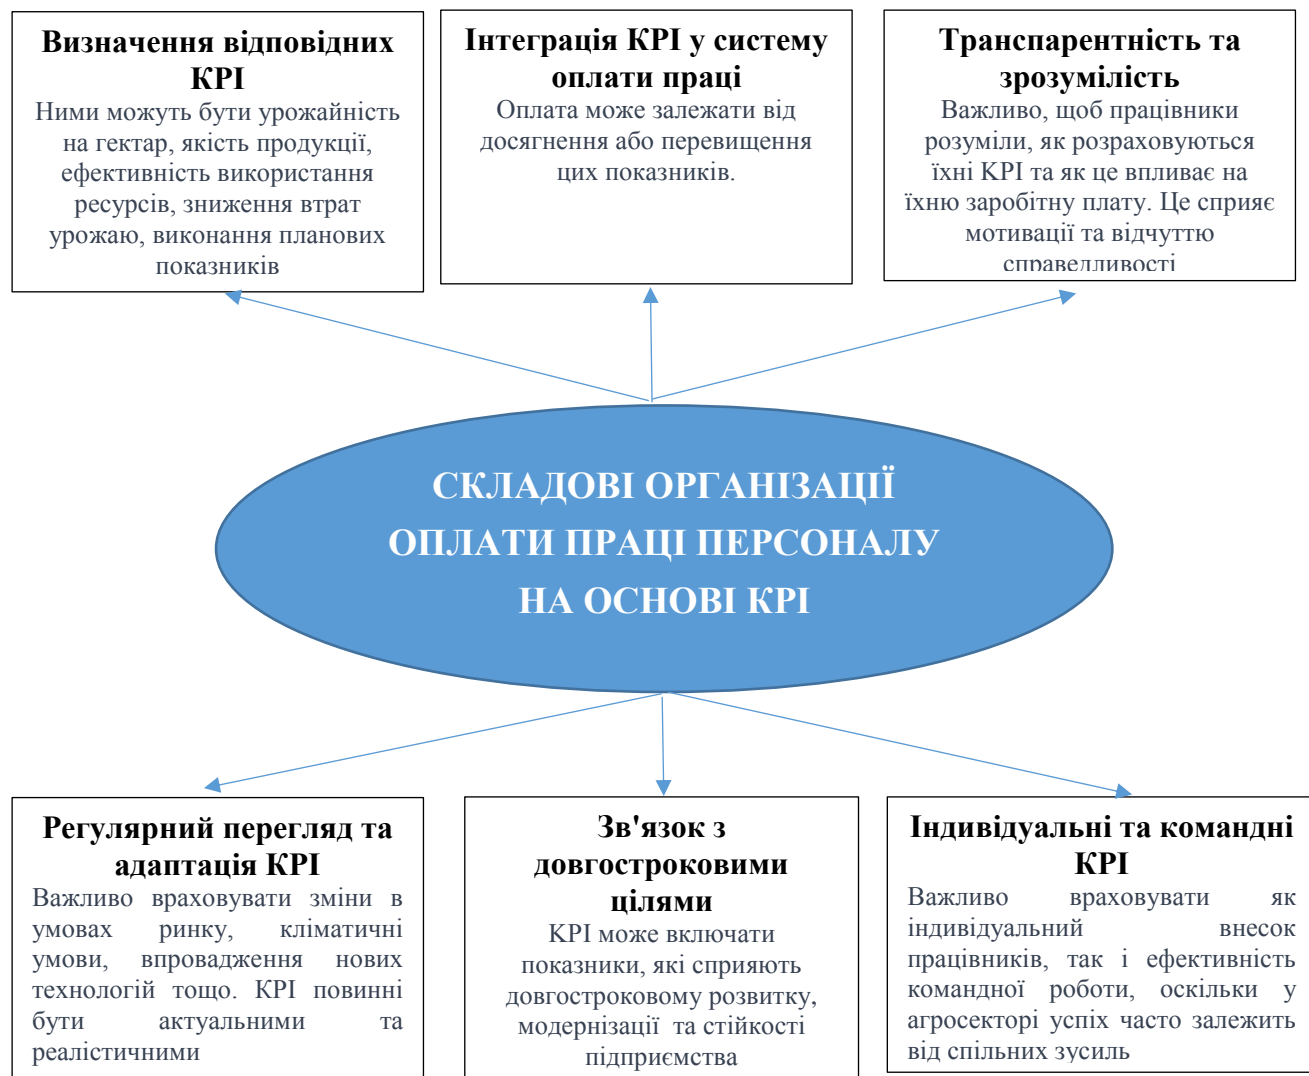 Визначення відповідних
КРІ
Ними можуть бути урожайність
на гектар, якість продукції,
ефективність використання
ресурсів, зниження втрат
урожаю, виконання планових
показників
Інтеграція КРІ у систему
оплати праці
Оплата може залежати від
досягнення або перевищення
цих показників.
Транспарентність та
зрозумілість
Важливо, щоб працівники
розуміли, як розраховуються
їхні KPI та як це впливає на
їхню заробітну плату. Це сприяє
мотивації та відчуттю
справедливості
СКЛАДОВІ ОРГАНІЗАЦІЇ
ОПЛАТИ ПРАЦІ ПЕРСОНАЛУ
НА ОСНОВІ КРІ
Регулярний перегляд та
адаптація КРІ
Важливо враховувати зміни в
умовах ринку, кліматичні
умови, впровадження нових
технологій тощо. КРІ повинні
бути актуальними та
реалістичними
Зв'язок з
довгостроковими
цілями
KPI може включати
показники, які сприяють
довгостроковому розвитку,
модернізації та стійкості
підприємства
Індивідуальні та командні
КРІ
Важливо враховувати як
індивідуальний внесок
працівників, так і ефективність
командної роботи, оскільки у
агросекторі успіх часто залежить
від спільних зусиль